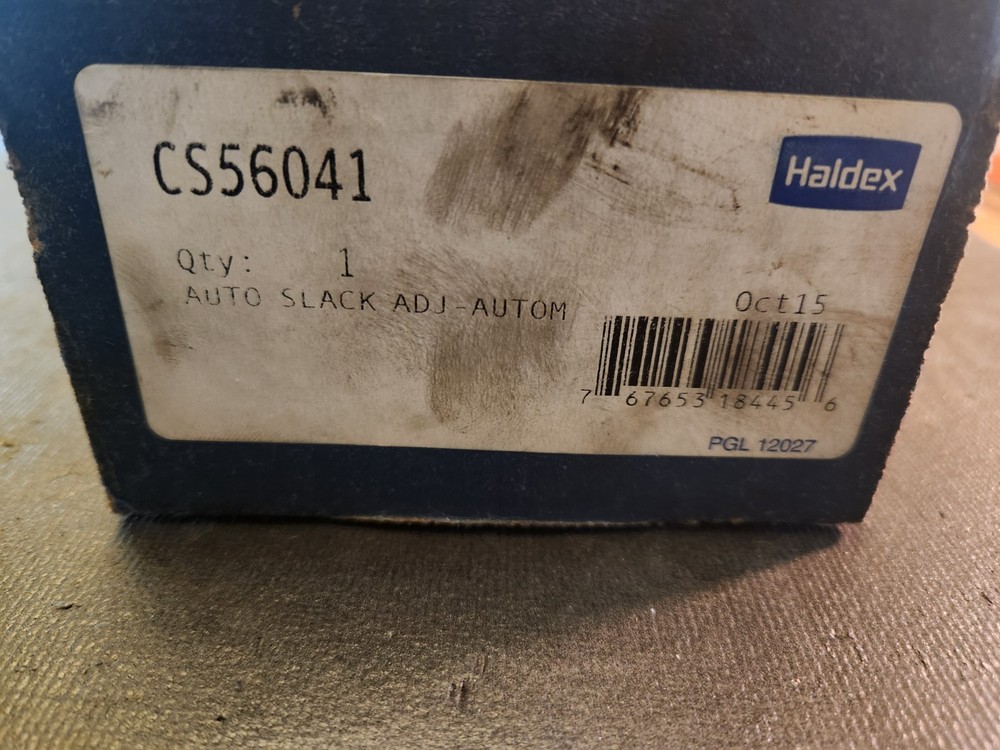 CS56041
Haldex
Qty: 1
AUTO SLACK ADJ-AUTOM
Oct15
7 67653 18445 6
PGL 12027